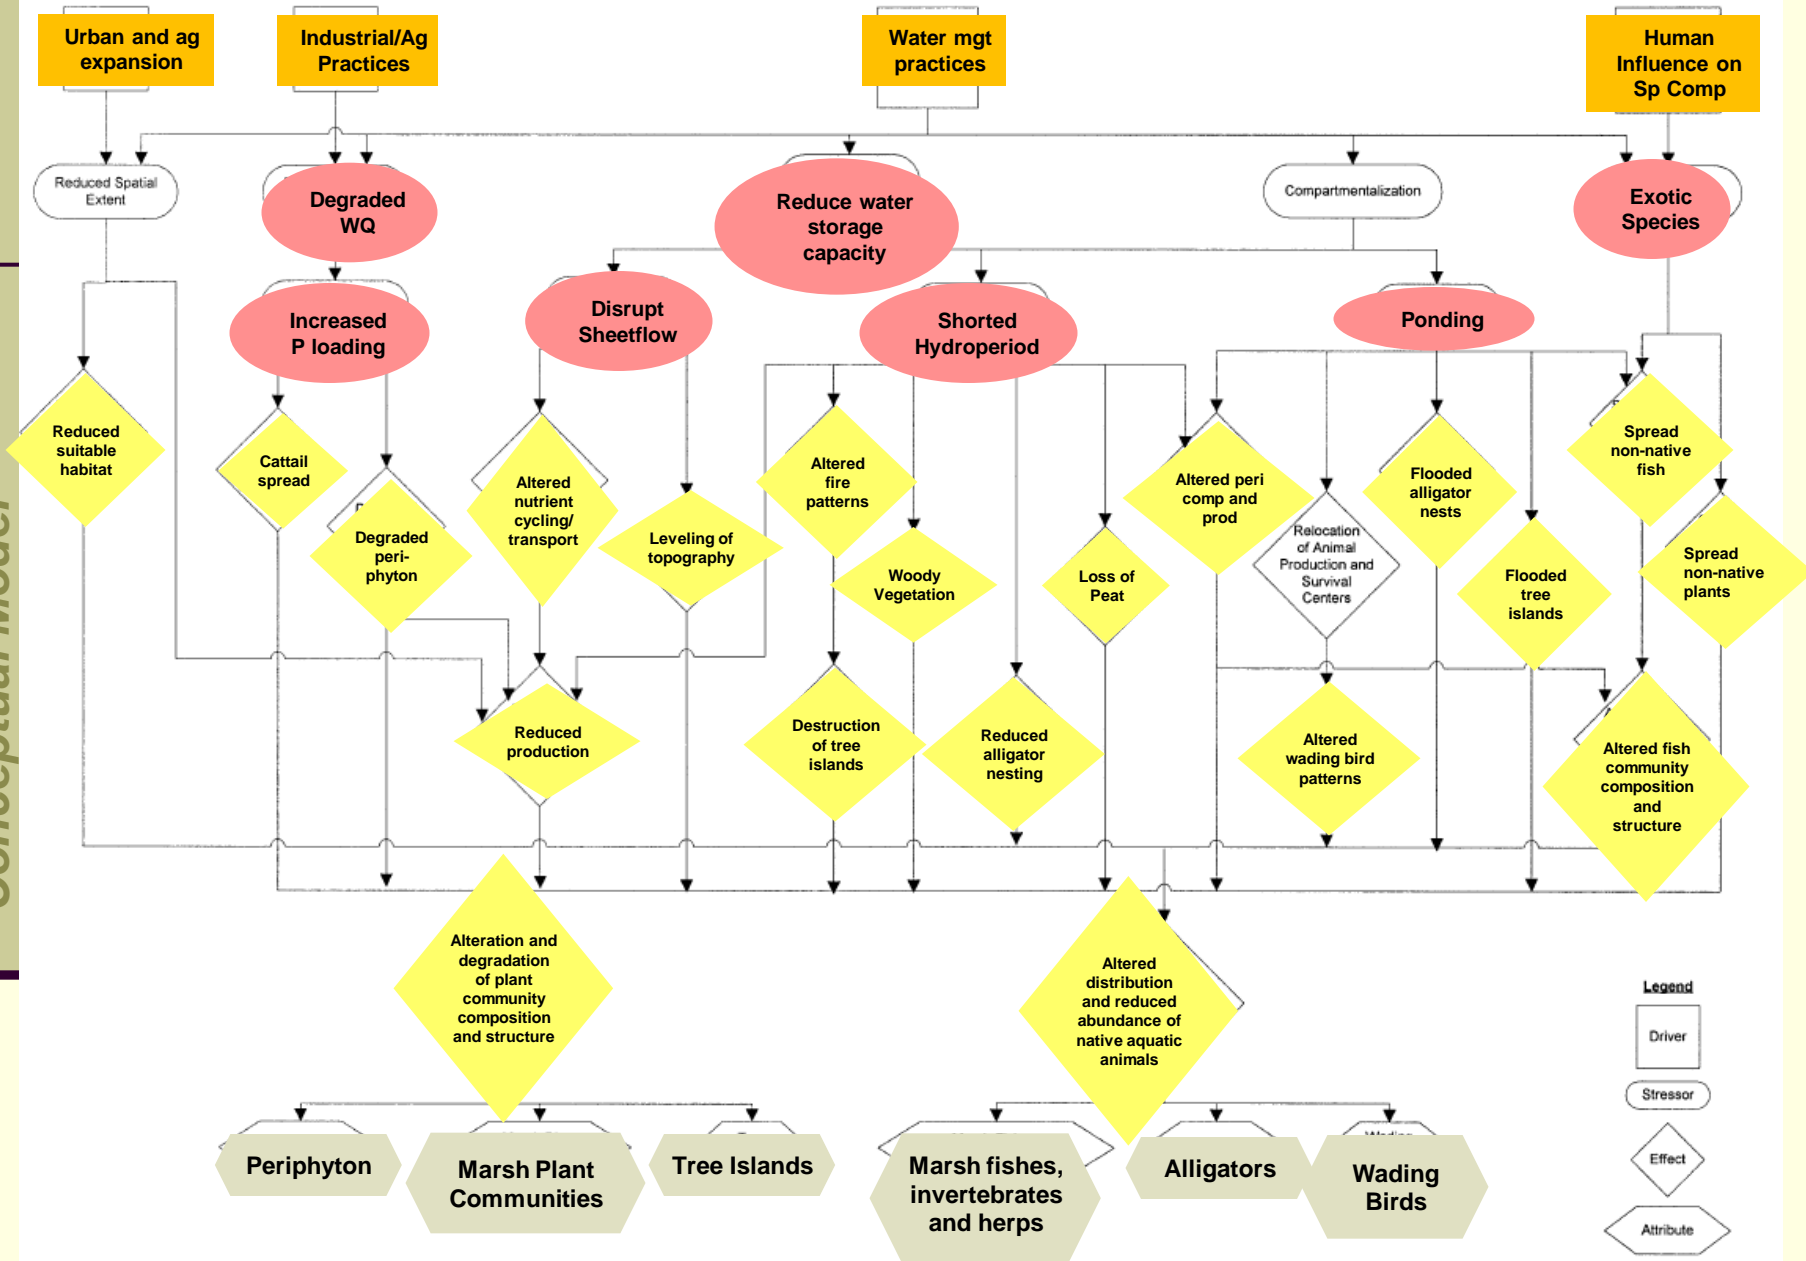 Urban and ag
expansion
Industrial/Ag
Practices
Water mgt
practices
Human
Influence on
Sp Comp
Reduced Spatial
Extent
Degraded
WQ
Reduce water
storage
capacity
Compartmentalization
Exotic
Species
Increased
P loading
Disrupt
Sheetflow
Shorted
Hydroperiod
Ponding
Reduced
suitable
habitat
Cattail
spread
Degraded
peri-
phyton
Altered
nutrient
cycling/
transport
Leveling of
topography
Altered
fire
patterns
Woody
Vegetation
Loss of
Peat
Altered peri
comp and
prod
Relocation
of Animal
Production and
Survival
Centers
Flooded
alligator
nests
Flooded
tree
islands
Spread
non-native
fish
Spread
non-native
plants
Reduced
production
Destruction
of tree
islands
Reduced
alligator
nesting
Altered
wading bird
patterns
Altered fish
community
composition
and
structure
Alteration and
degradation
of plant
community
composition
and structure
Altered
distribution
and reduced
abundance of
native aquatic
animals
Periphyton
Marsh Plant
Communities
Tree Islands
Marsh fishes,
invertebrates
and herps
Alligators
Wading
Birds
Legend
Driver
Stressor
Effect
Attribute
Conceptual Model